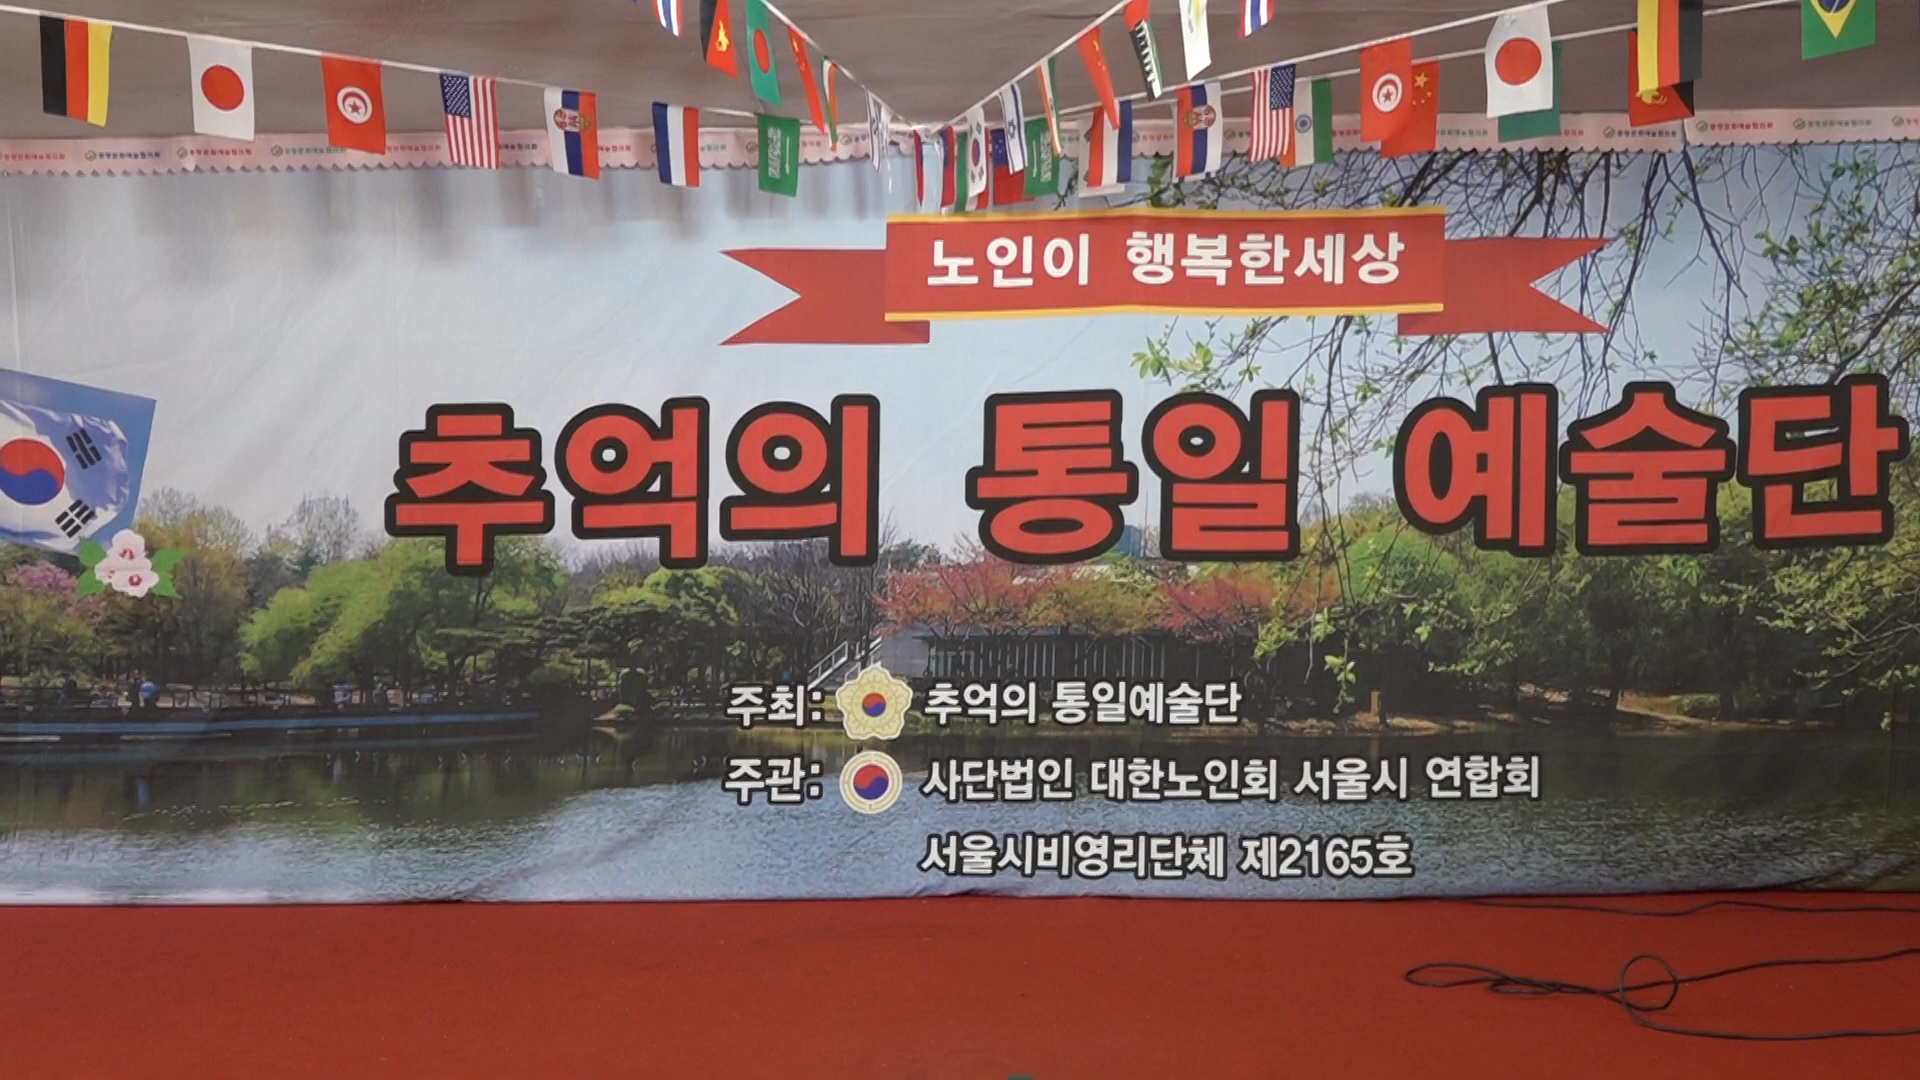 노인이 행복한세상
추억의 통일 예술단
주최: 추억의 통일예술단
주관: 사단법인 대한노인회 서울시 연합회
서울시비영리단체 제2165호